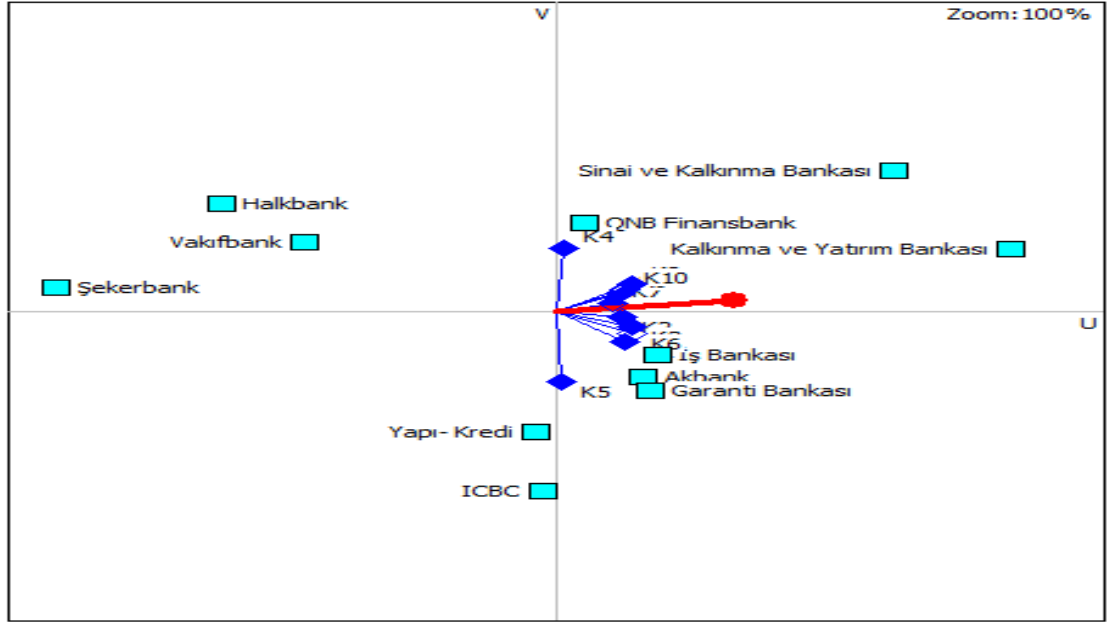 V
Zoom:100%
Sinai ve Kalkınma Bankası
Halkbank
QNB Finansbank
K4
Vakıfbank
Kalkınma ve Yatırım Bankası
K10
Şekerbank
K7
U
K6
İş Bankası
Akbank
K5
Garanti Bankası
Yapı- Kredi
ICBC